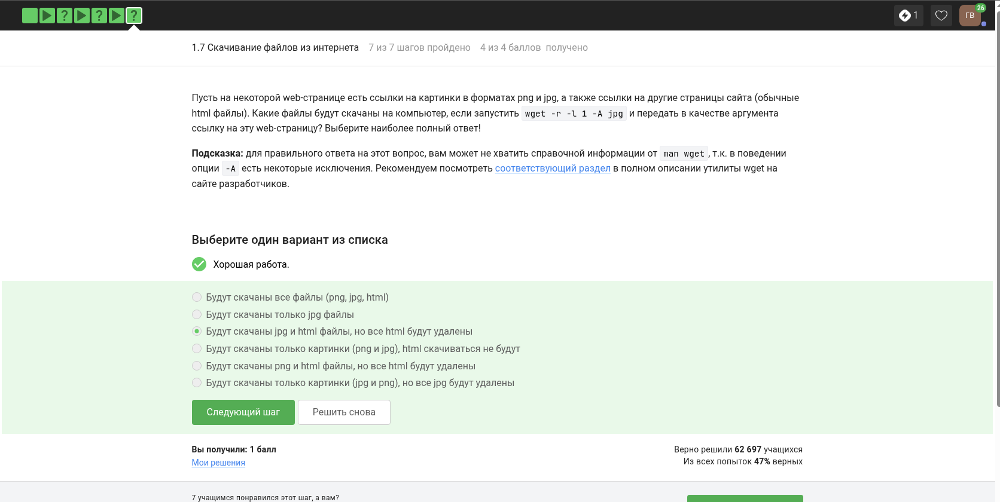 ? ? ?
1 ГВ 26
1.7 Скачивание файлов из интернета 7 из 7 шагов пройдено 4 из 4 баллов получено
Пусть на некоторой web-странице есть ссылки на картинки в форматах png и jpg, а также ссылки на другие страницы сайта (обычные
html файлы). Какие файлы будут скачаны на компьютер, если запустить wget -r -l 1 -A jpg и передать в качестве аргумента
ссылку на эту web-страницу? Выберите наиболее полный ответ!
Подсказка: для правильного ответа на этот вопрос, вам может не хватить справочной информации от man wget, т.к. в поведении
опции -A есть некоторые исключения. Рекомендуем посмотреть соответствующий раздел в полном описании утилиты wget на
сайте разработчиков.
Выберите один вариант из списка
Хорошая работа.
Будут скачаны все файлы (png, jpg, html)
Будут скачаны только jpg файлы
Будут скачаны jpg и html файлы, но все html будут удалены
Будут скачаны только картинки (png и jpg), html скачиваться не будут
Будут скачаны png и html файлы, но все html будут удалены
Будут скачаны только картинки (jpg и png), но все jpg будут удалены
Следующий шаг Решить снова
Вы получили: 1 балл
Мои решения
Верно решили 62 697 учащихся
Из всех попыток 47% верных
7 учащимся понравился этот шаг, а вам?